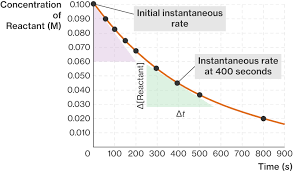 Concentration of
Reactant (M)
0.100
0.090
0.080
0.070
0.060
0.050
0.040
0.030
0.020
0.010
Initial instantaneous
rate
Instantaneous rate
at 400 seconds
Δ[Reactant]
Δt
0 100 200 300 400 500 600 700 800 900
Time (s)